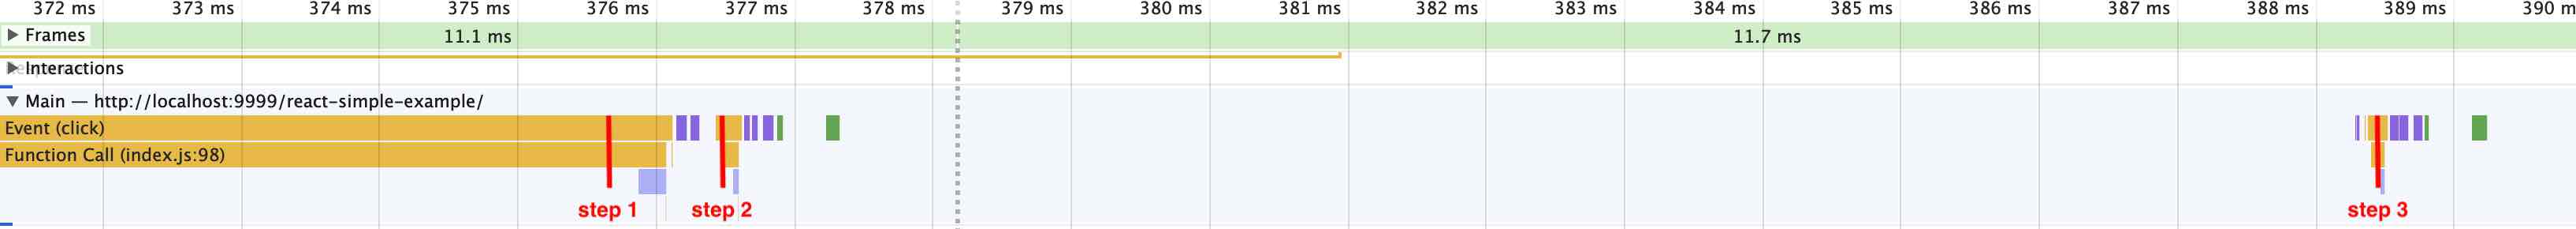 372 ms 373 ms 374 ms 375 ms 376 ms 377 ms 378 ms 379 ms 380 ms 381 ms 382 ms 383 ms 384 ms 385 ms 386 ms 387 ms 388 ms 389 ms 390 m
▶ Frames 11.1 ms 11.7 ms
▶ Interactions
▼ Main — http://localhost:9999/react-simple-example/
Event (click)
Function Call (index.js:98)
step 1 step 2 step 3